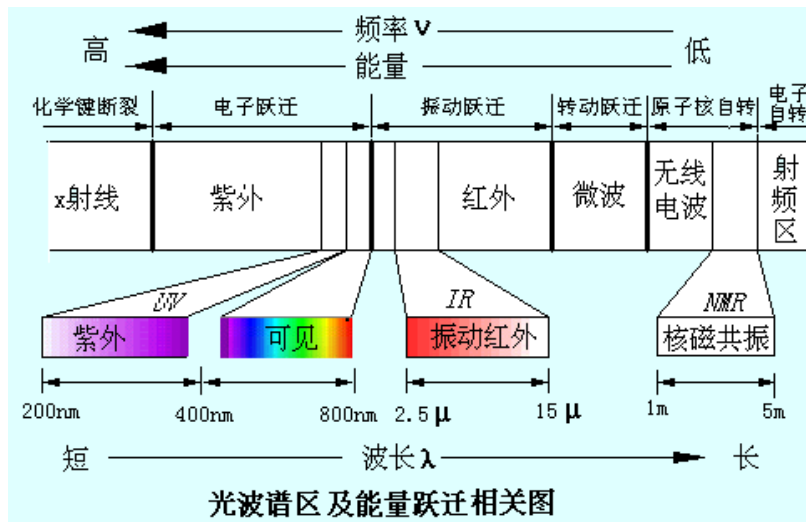 频率 ν
高 低
能量
化学键断裂 电子跃迁 振动跃迁 转动跃迁 原子核自转 电子自转
x射线 紫外 红外 微波 无线电波 射频区
UV IR NMR
紫外 可见 振动红外 核磁共振
200nm 400nm 800nm 2.5 μ 15 μ 1m 5m
短 波长λ 长
光波谱区及能量跃迁相关图